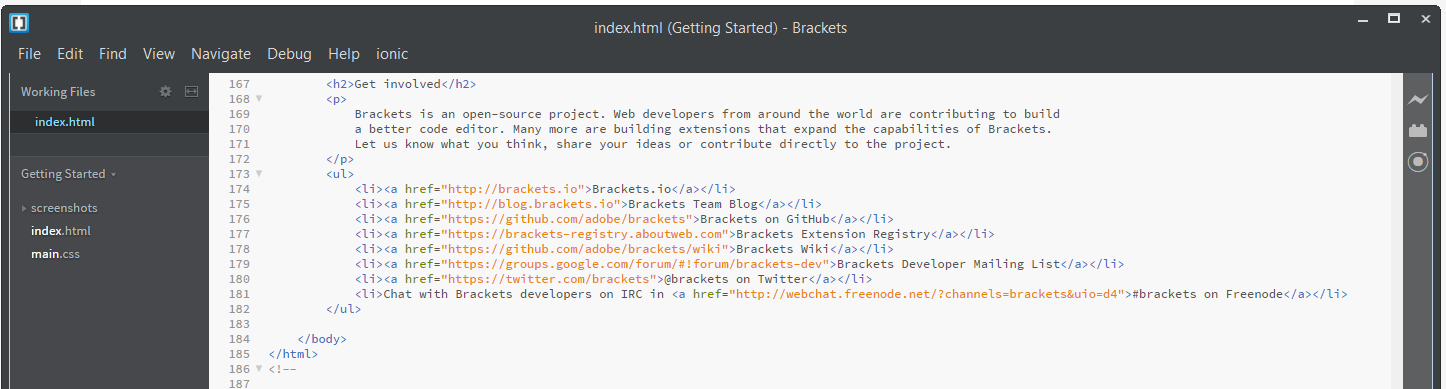 index.html (Getting Started) - Brackets
File Edit Find View Navigate Debug Help ionic
Working Files
index.html
Getting Started
screenshots
index.html
main.css
167 <h2>Get involved</h2>
168 <p>
169 Brackets is an open-source project. Web developers from around the world are contributing to build
170 a better code editor. Many more are building extensions that expand the capabilities of Brackets.
171 Let us know what you think, share your ideas or contribute directly to the project.
172 </p>
173 <ul>
174 <li><a href="http://brackets.io">Brackets.io</a></li>
175 <li><a href="http://blog.brackets.io">Brackets Team Blog</a></li>
176 <li><a href="https://github.com/adobe/brackets">Brackets on GitHub</a></li>
177 <li><a href="https://brackets-registry.aboutweb.com">Brackets Extension Registry</a></li>
178 <li><a href="https://github.com/adobe/brackets/wiki">Brackets Wiki</a></li>
179 <li><a href="https://groups.google.com/forum/#!forum/brackets-dev">Brackets Developer Mailing List</a></li>
180 <li><a href="https://twitter.com/brackets">@brackets on Twitter</a></li>
181 <li>Chat with Brackets developers on IRC in <a href="http://webchat.freenode.net/?channels=brackets&uio=d4">#brackets on Freenode</a></li>
182 </ul>
183
184 </body>
185 </html>
186 <!--
187